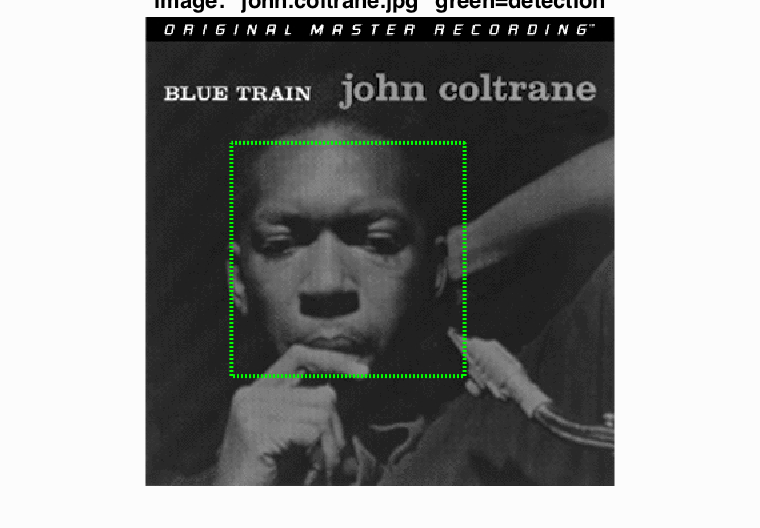 image: "john.coltrane.jpg" green=detection
ORIGINAL MASTER RECORDING™
BLUE TRAIN john coltrane